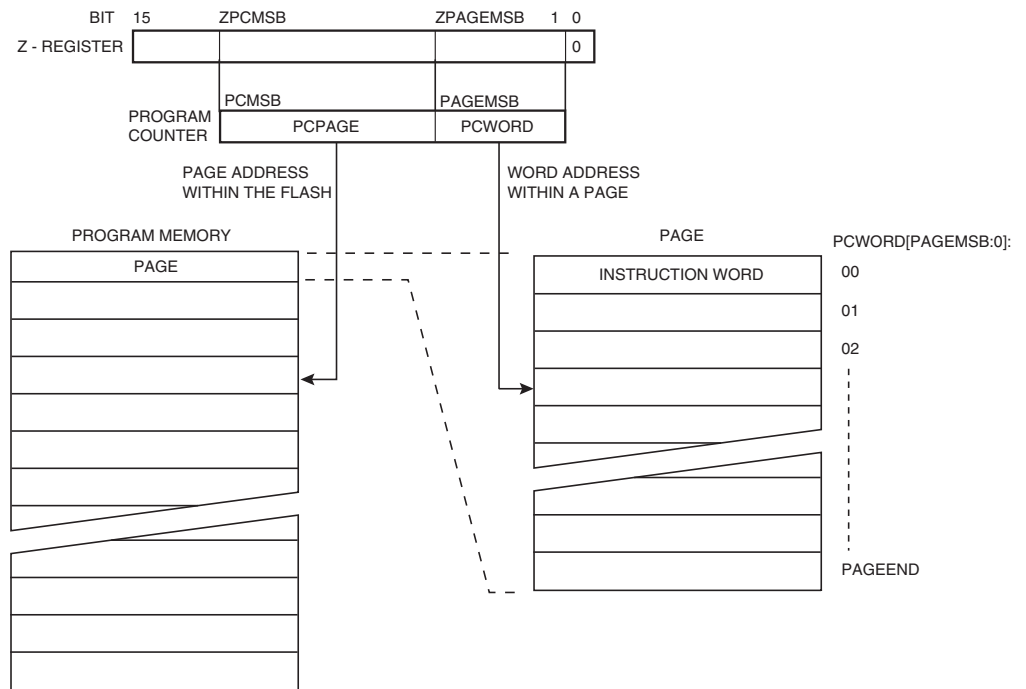 BIT 15 ZPCMSB ZPAGEMSB 1 0
Z - REGISTER 0
PCMSB PAGEMSB
PROGRAM
COUNTER
PCPAGE PCWORD
PAGE ADDRESS
WITHIN THE FLASH
WORD ADDRESS
WITHIN A PAGE
PROGRAM MEMORY
PAGE
PAGE
PCWORD[PAGEMSB:0]:
INSTRUCTION WORD
00
01
02
PAGEEND